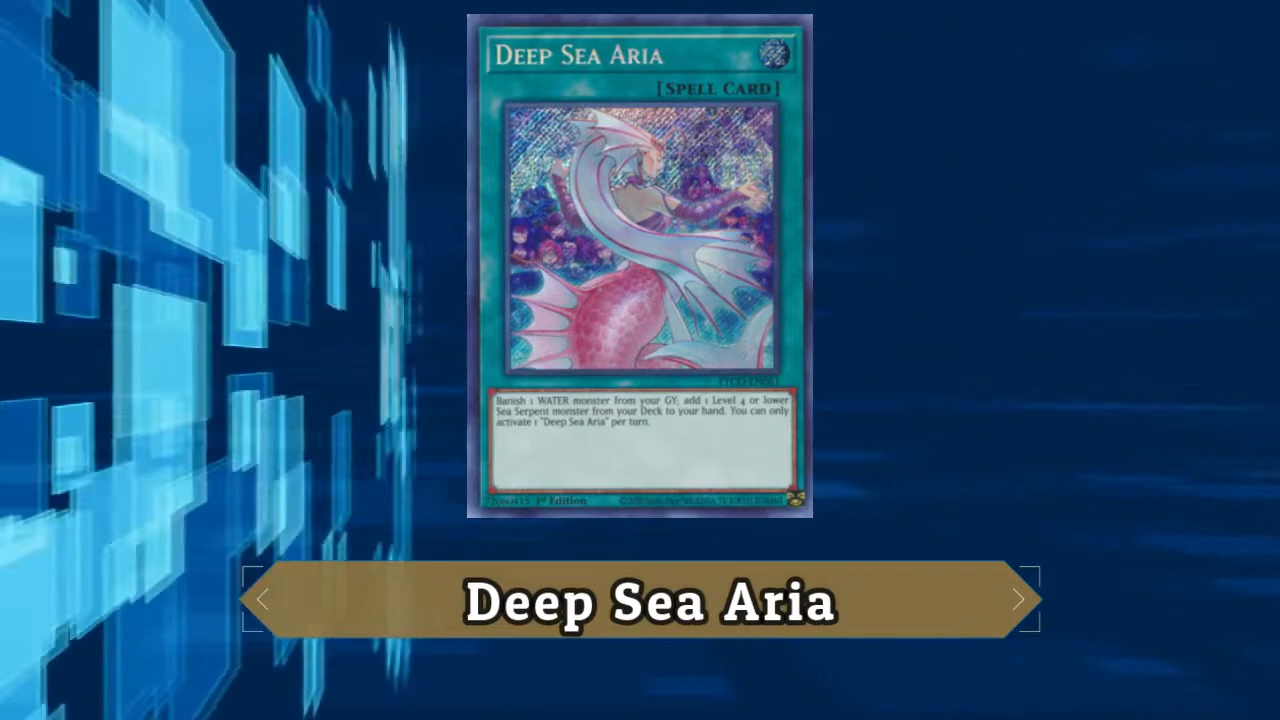 Deep Sea Aria
[Spell Card]
Banish 1 WATER monster from your GY; add 1 Level 4 or lower
Sea Serpent monster from your Deck to your hand. You can only
activate 1 "Deep Sea Aria" per turn.
1st Edition
Deep Sea Aria